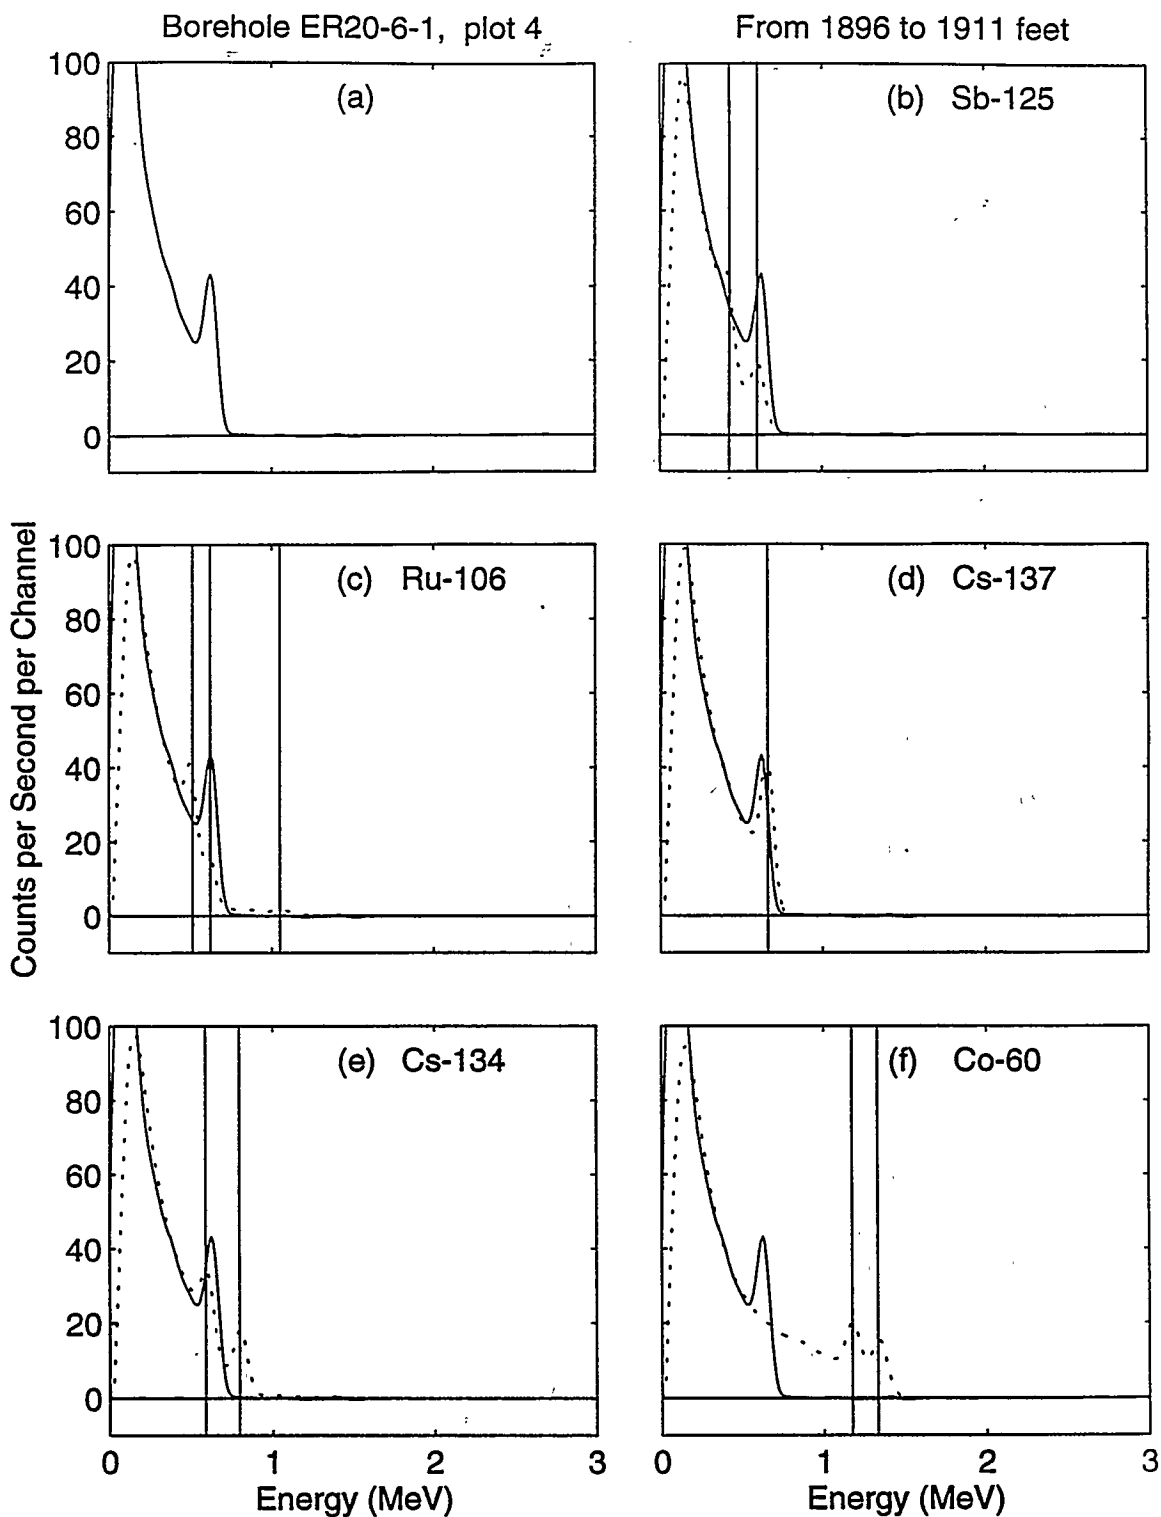 Borehole ER20-6-1, plot 4
From 1896 to 1911 feet
100
80
60
40
20
0
(a)
(b) Sb-125
Counts per Second per Channel
100
80
60
40
20
0
(c) Ru-106
(d) Cs-137
100
80
60
40
20
0
(e) Cs-134
(f) Co-60
0 1 2 3
0 1 2 3
Energy (MeV)
Energy (MeV)